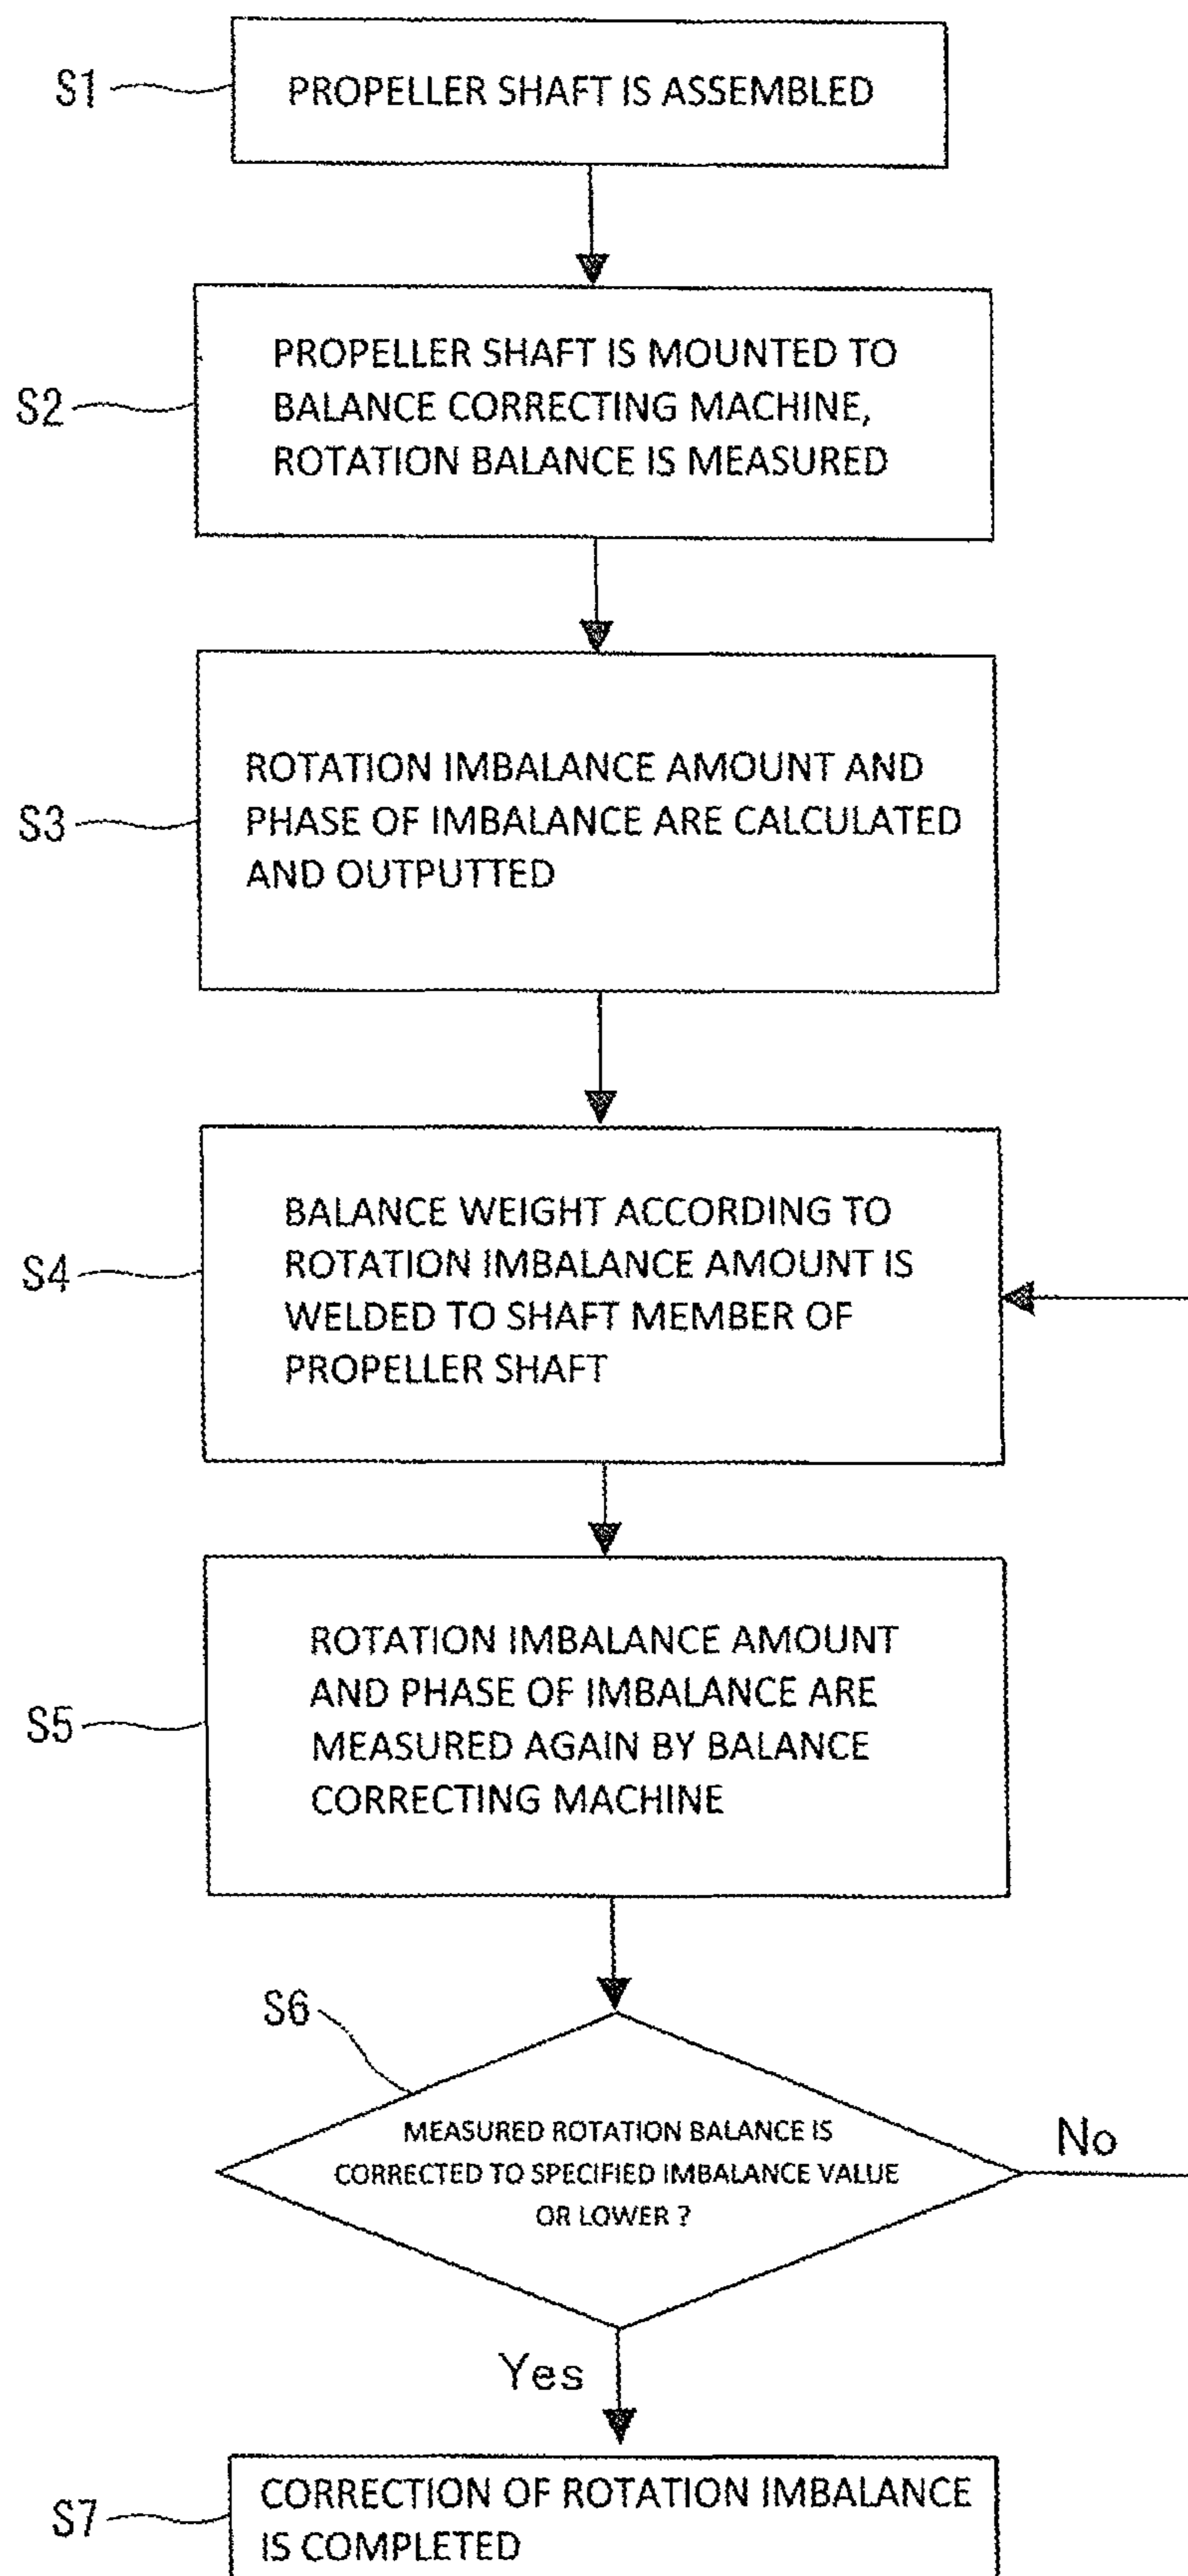 S1
PROPELLER SHAFT IS ASSEMBLED
S2
PROPELLER SHAFT IS MOUNTED TO
BALANCE CORRECTING MACHINE,
ROTATION BALANCE IS MEASURED
S3
ROTATION IMBALANCE AMOUNT AND
PHASE OF IMBALANCE ARE CALCULATED
AND OUTPUTTED
S4
BALANCE WEIGHT ACCORDING TO
ROTATION IMBALANCE AMOUNT IS
WELDED TO SHAFT MEMBER OF
PROPELLER SHAFT
S5
ROTATION IMBALANCE AMOUNT
AND PHASE OF IMBALANCE ARE
MEASURED AGAIN BY BALANCE
CORRECTING MACHINE
S6
MEASURED ROTATION BALANCE IS
CORRECTED TO SPECIFIED IMBALANCE VALUE
OR LOWER ?
No
Yes
S7
CORRECTION OF ROTATION IMBALANCE
IS COMPLETED